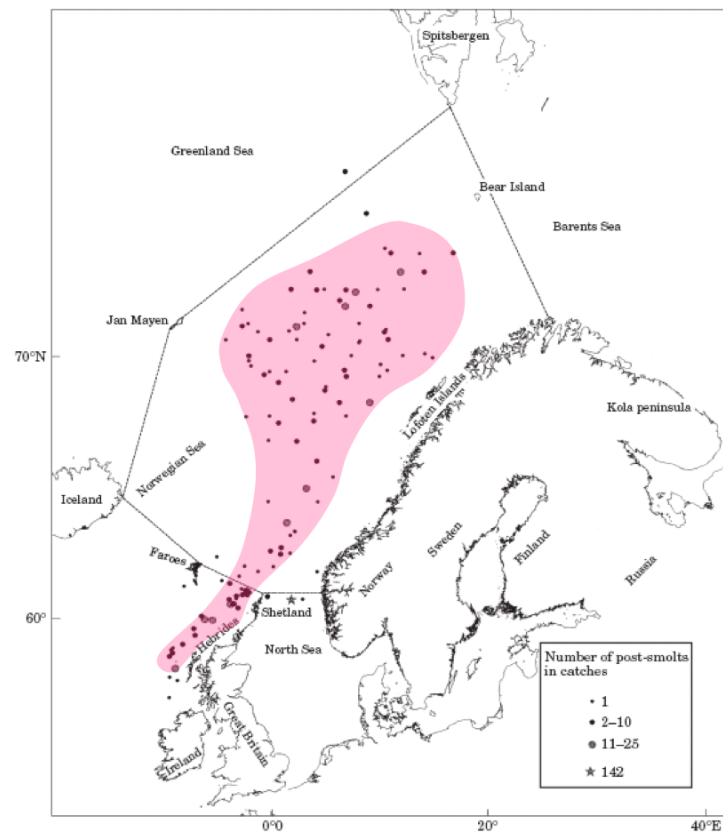 Spitsbergen
Greenland Sea
Bear Island
Barents Sea
Jan Mayen
70°N
Lofoten Islands
Kola peninsula
Norwegian Sea
Iceland
Faroes
Norway
Sweden
Finland
Russia
60°
Shetland
Hebridea
North Sea
Great Britain
Ireland
Number of post-smolts
in catches
1
2–10
11–25
142
0°0
20°
40°E